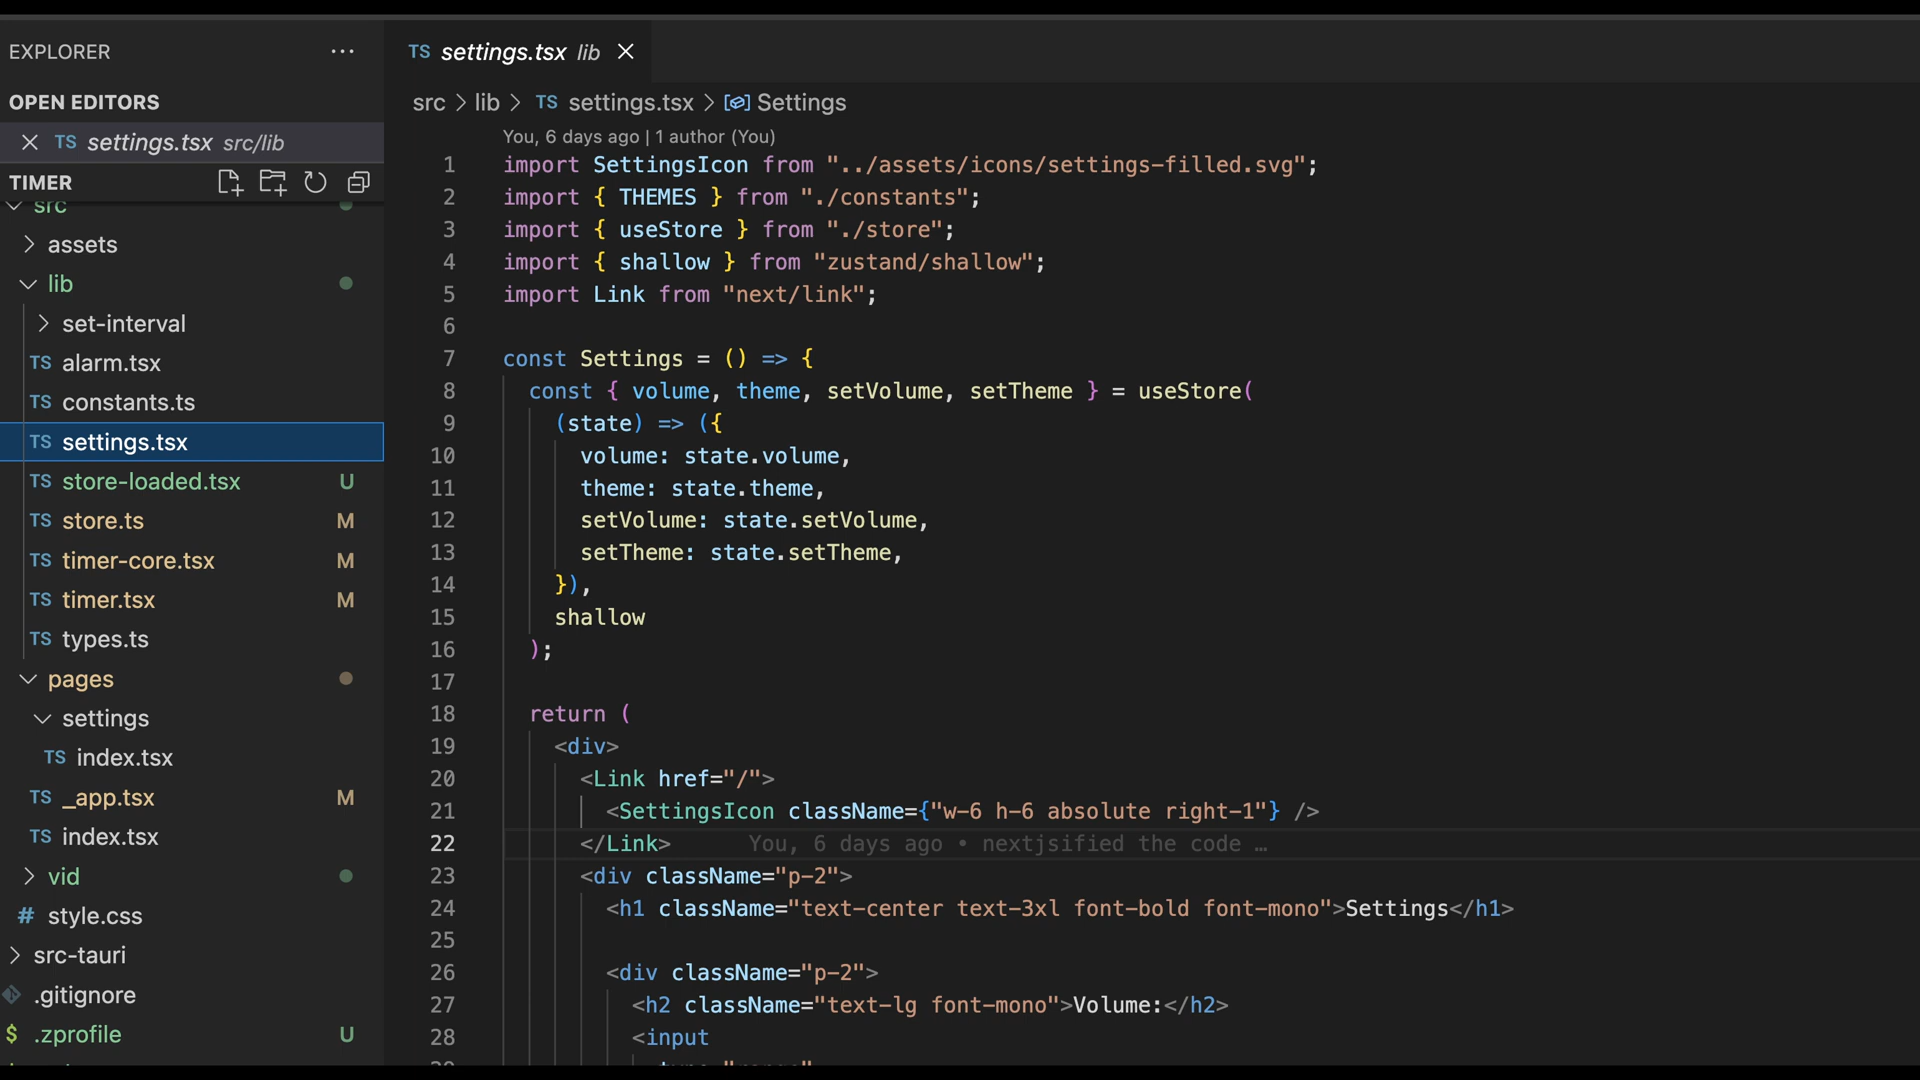 EXPLORER
OPEN EDITORS
TS settings.tsx src/lib
TIMER
src
assets
lib
set-interval
TS alarm.tsx
TS constants.ts
TS settings.tsx
TS store-loaded.tsx U
TS store.ts M
TS timer-core.tsx M
TS timer.tsx M
TS types.ts
pages
settings
TS index.tsx
TS _app.tsx M
TS index.tsx
vid
# style.css
src-tauri
.gitignore
$ .zprofile U
TS settings.tsx lib
src > lib > TS settings.tsx > Settings
You, 6 days ago | 1 author (You)
1 import SettingsIcon from "../assets/icons/settings-filled.svg";
2 import { THEMES } from "./constants";
3 import { useStore } from "./store";
4 import { shallow } from "zustand/shallow";
5 import Link from "next/link";
6
7 const Settings = () => {
8 const { volume, theme, setVolume, setTheme } = useStore(
9 (state) => ({
10 volume: state.volume,
11 theme: state.theme,
12 setVolume: state.setVolume,
13 setTheme: state.setTheme,
14 }),
15 shallow
16 );
17
18 return (
19 <div>
20 <Link href="/">
21 <SettingsIcon className={"w-6 h-6 absolute right-1"} />
22 </Link> You, 6 days ago • nextjsified the code …
23 <div className="p-2">
24 <h1 className="text-center text-3xl font-bold font-mono">Settings</h1>
25
26 <div className="p-2">
27 <h2 className="text-lg font-mono">Volume:</h2>
28 <input